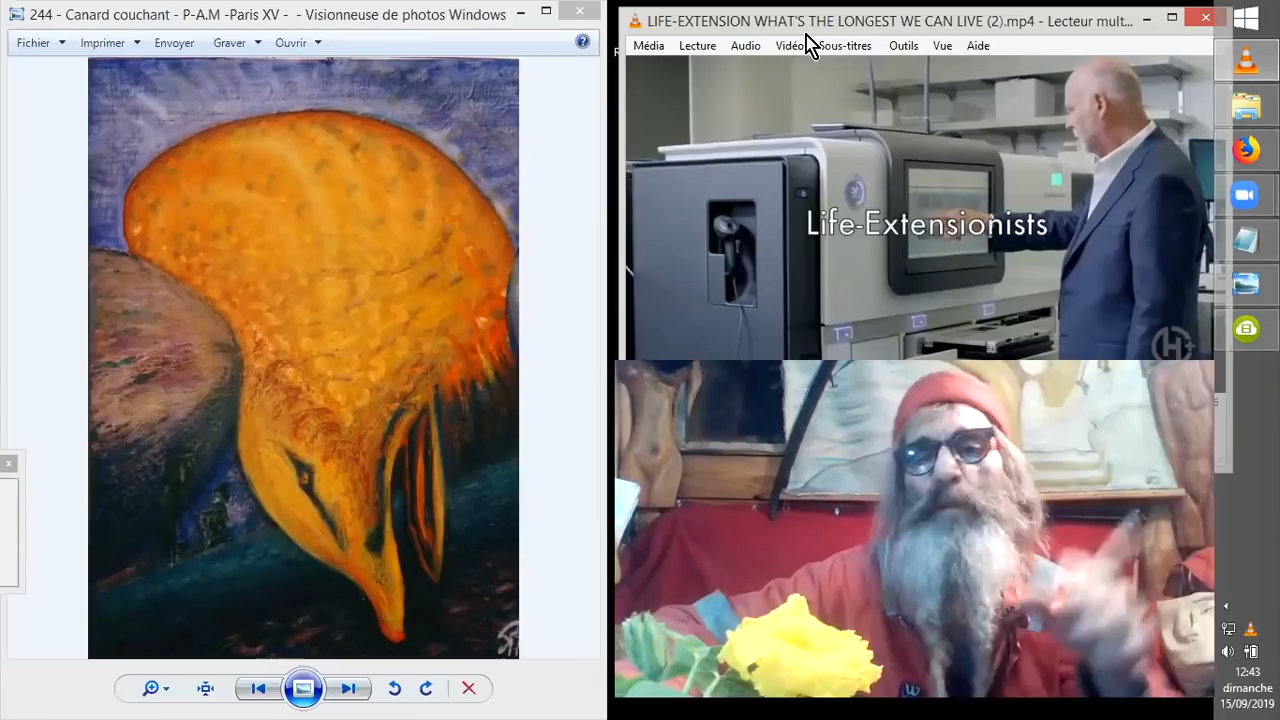 244 - Canard couchant - P-A.M -Paris XV - - Visionneuse de photos Windows
Fichier Imprimer Envoyer Graver Ouvrir
LIFE-EXTENSION WHAT'S THE LONGEST WE CAN LIVE (2).mp4 - Lecteur mult...
Média Lecture Audio Vidéo Sous-titres Outils Vue Aide
Life-Extensionists
H+
12:43
dimanche
15/09/2019